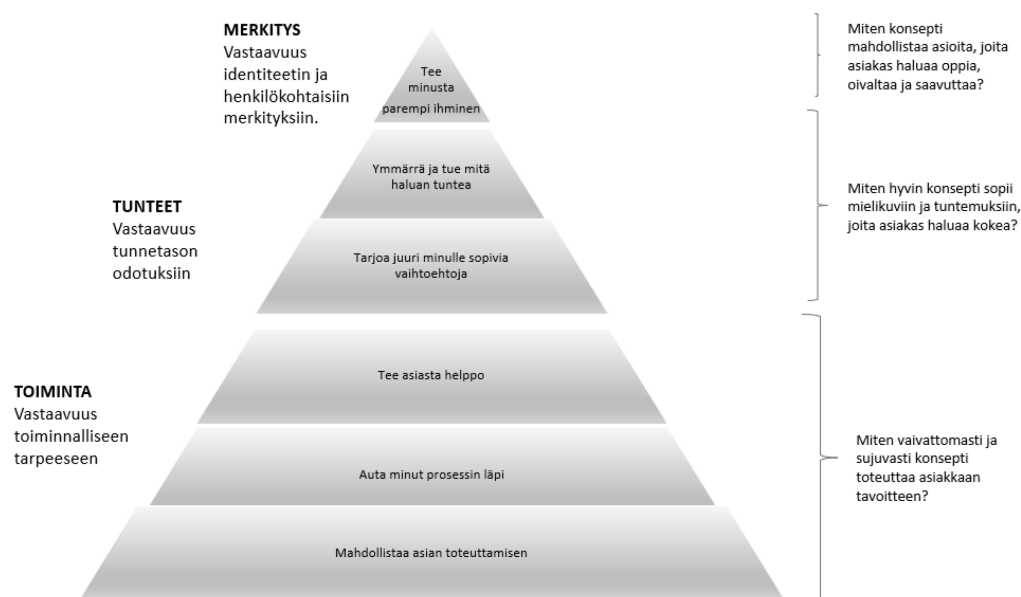 MERKITYS
Vastaavuus
identiteetin ja
henkilökohtaisiin
merkityksiin.
Tee
minusta
parempi ihminen
Miten konsepti
mahdollistaa asioita, joita
asiakas haluaa oppia,
oivaltaa ja saavuttaa?
TUNTEET
Vastaavuus
tunnetason
odotuksiin
Ymmärrä ja tue mitä
haluan tuntea
Tarjoa juuri minulle sopivia
vaihtoehtoja
Miten hyvin konsepti sopii
mielikuviin ja tuntemuksiin,
joita asiakas haluaa kokea?
TOIMINTA
Vastaavuus
toiminnalliseen
tarpeeseen
Tee asiasta helppo
Auta minut prosessin läpi
Mahdollistaa asian toteuttamisen
Miten vaivattomasti ja
sujuvasti konsepti
toteuttaa asiakkaan
tavoitteen?